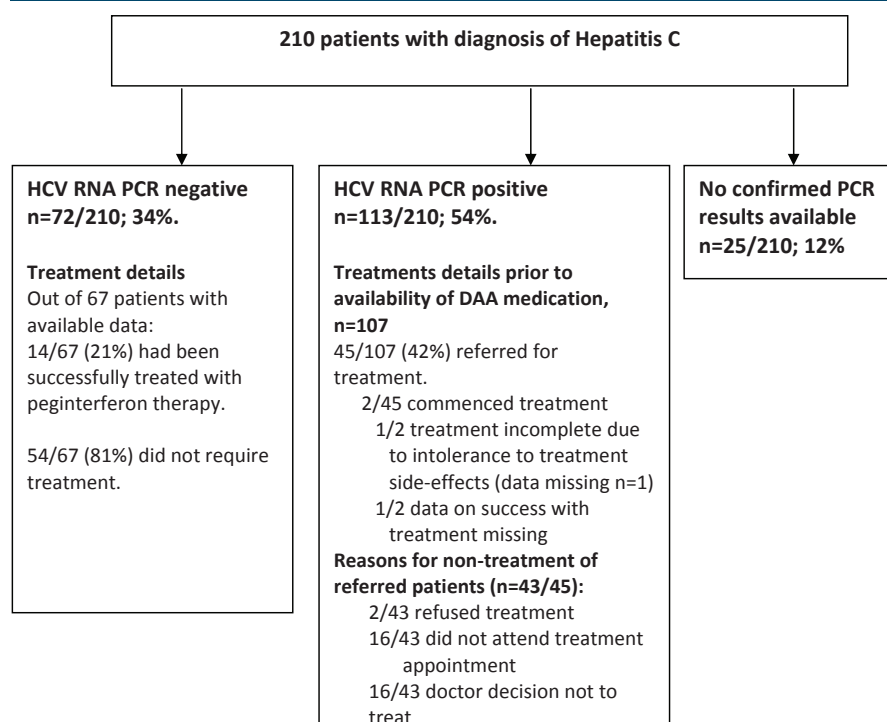 210 patients with diagnosis of Hepatitis C
HCV RNA PCR negative
n=72/210; 34%.
Treatment details
Out of 67 patients with
available data:
14/67 (21%) had been
successfully treated with
peginterferon therapy.
54/67 (81%) did not require
treatment.
HCV RNA PCR positive
n=113/210; 54%.
Treatments details prior to
availability of DAA medication,
n=107
45/107 (42%) referred for
treatment.
2/45 commenced treatment
1/2 treatment incomplete due
to intolerance to treatment
side-effects (data missing n=1)
1/2 data on success with
treatment missing
Reasons for non-treatment of
referred patients (n=43/45):
2/43 refused treatment
16/43 did not attend treatment
appointment
16/43 doctor decision not to
treat
No confirmed PCR
results available
n=25/210; 12%